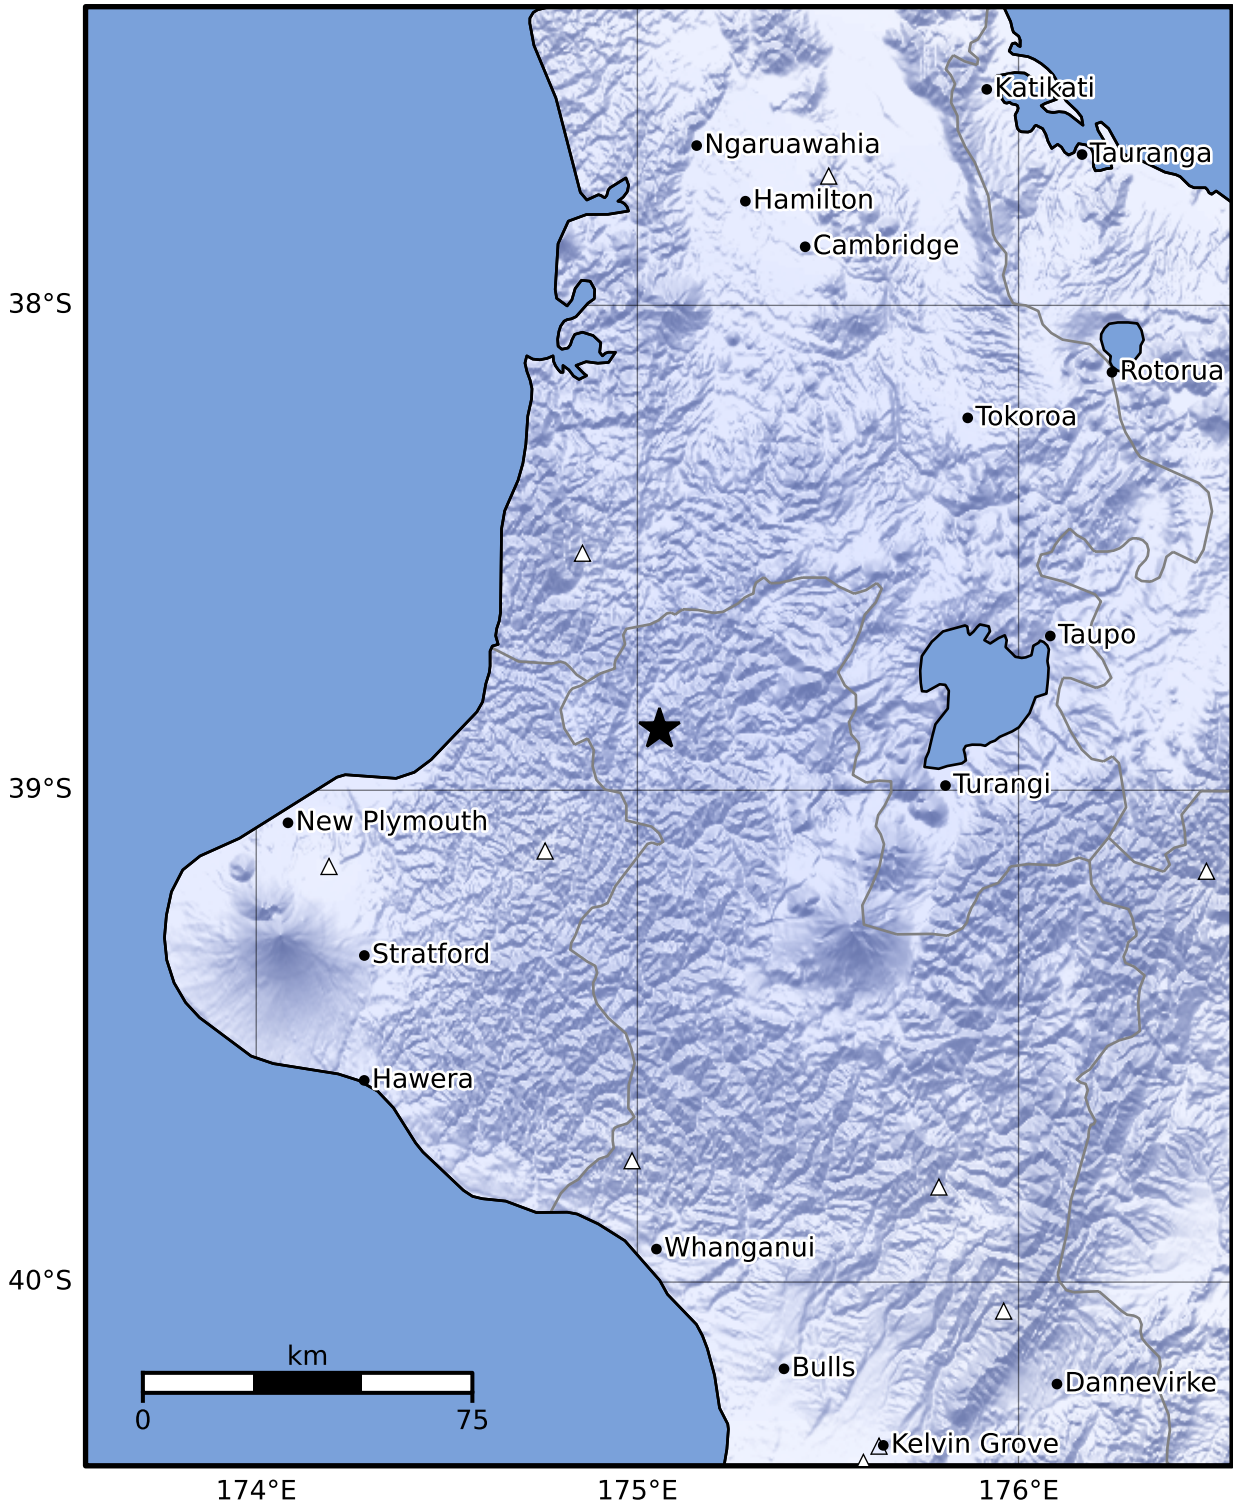 Katikati
Ngaruawahia
Tauranga
Hamilton
Cambridge
38°S
Rotorua
Tokoroa
Taupo
Turangi
39°S
New Plymouth
Stratford
Hawera
Whanganui
40°S
km
Bulls
Dannevirke
0 75
Kelvin Grove
174°E 175°E 176°E